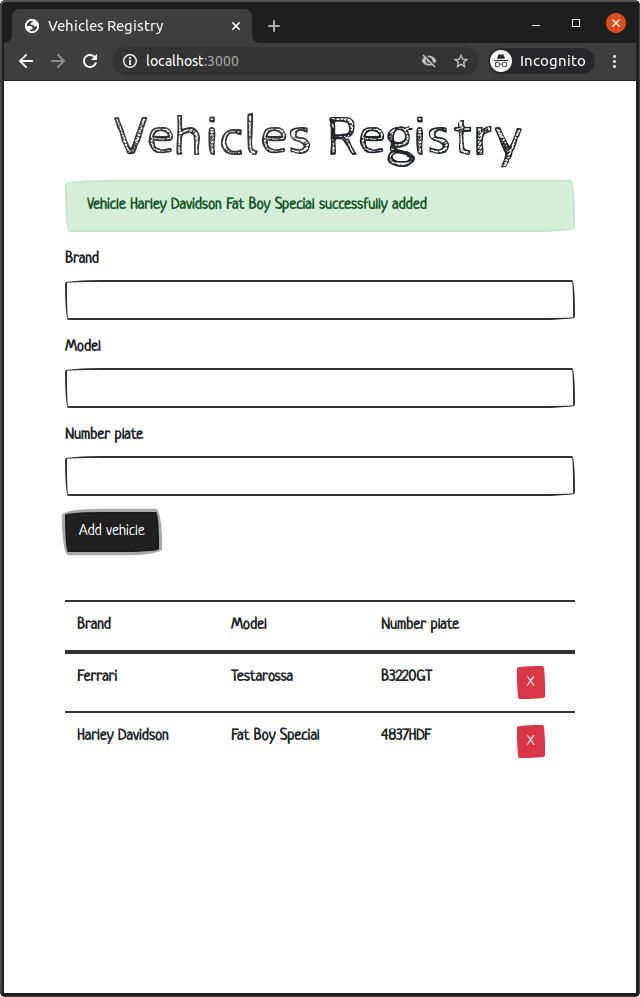 Vehicles Registry
localhost:3000
Incognito
Vehicles Registry
Vehicle Harley Davidson Fat Boy Special successfully added
Brand
Model
Number plate
Add vehicle
Brand Model Number plate
Ferrari Testarossa B3220GT X
Harley Davidson Fat Boy Special 4837HDF X